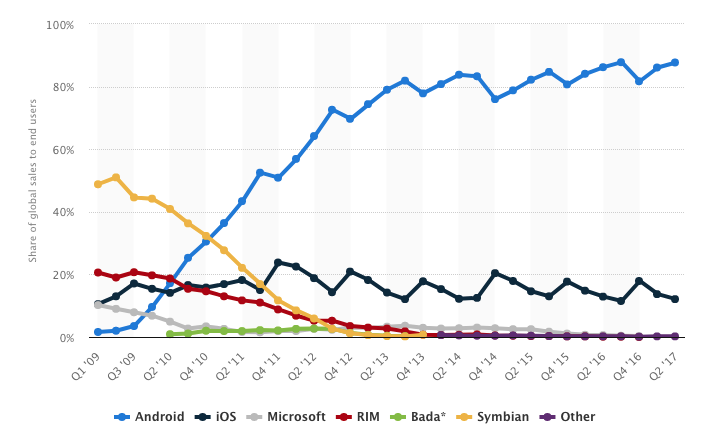 100%
80%
60%
40%
20%
0%
Share of global sales to end users
Q1 '09
Q3 '09
Q2 '10
Q4 '10
Q2 '11
Q4 '11
Q2 '12
Q4 '12
Q2 '13
Q4 '13
Q2 '14
Q4 '14
Q2 '15
Q4 '15
Q2 '16
Q4 '16
Q2 '17
Android iOS Microsoft RIM Bada* Symbian Other